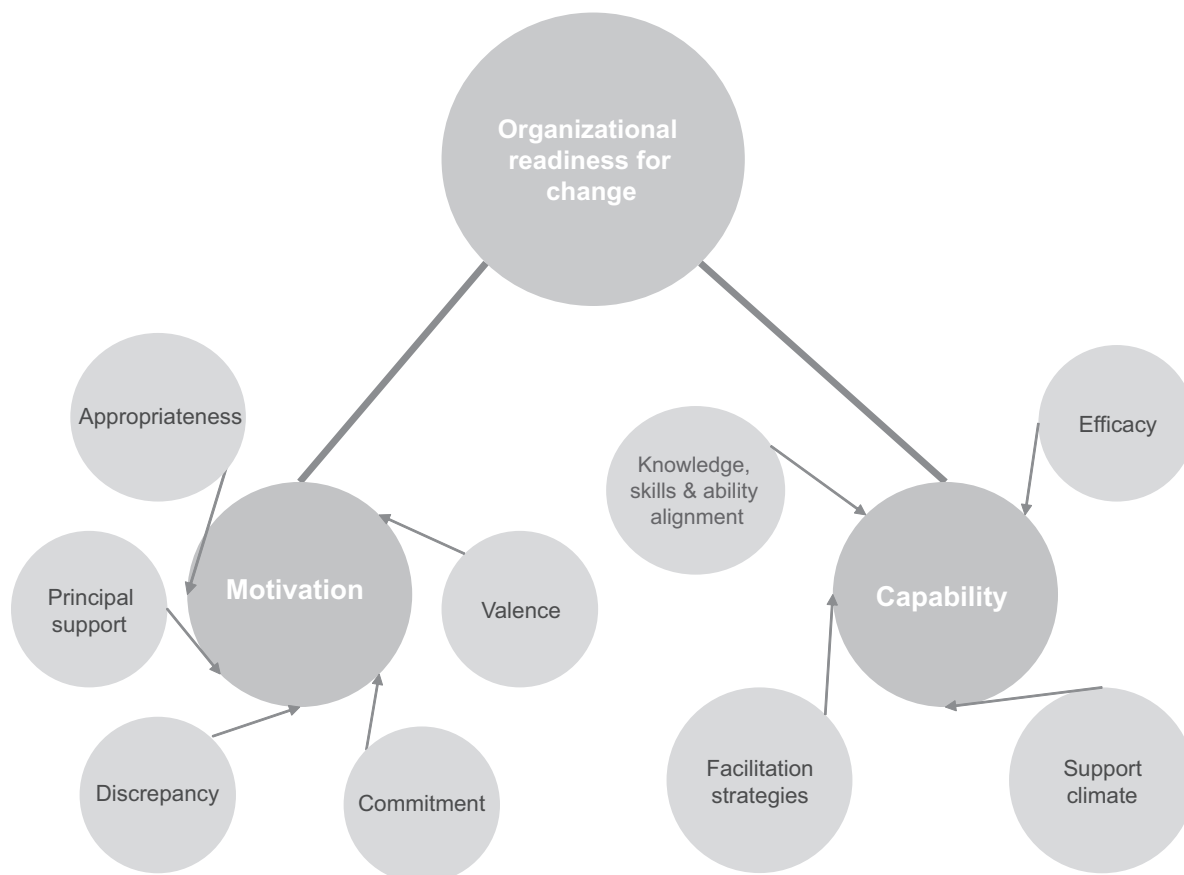 Organizational
readiness for
change
Appropriateness
Efficacy
Knowledge,
skills & ability
alignment
Motivation
Capability
Principal
support
Valence
Discrepancy
Commitment
Facilitation
strategies
Support
climate